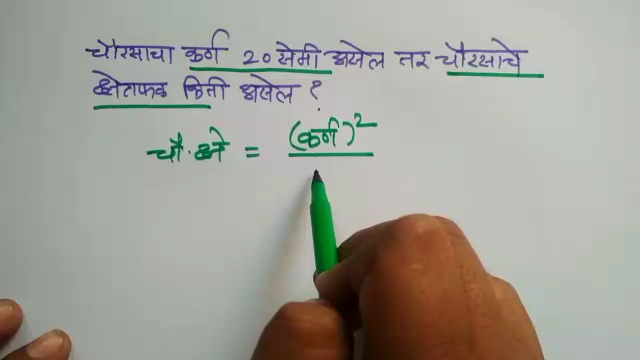 चौरसाचा कर्ण 20 सेमी असेल तर चौरसाचे
क्षेत्रफळ किती असेल ?
चौ. क्षे = (कर्ण)²